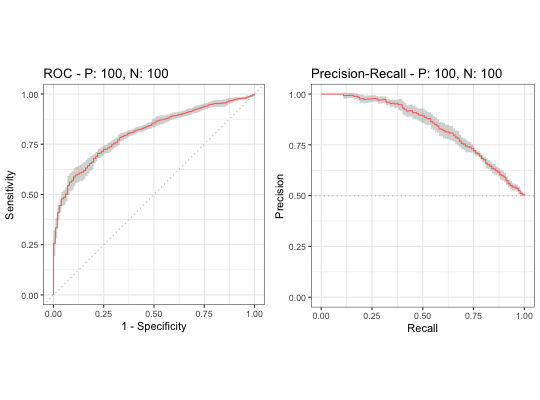 ROC - P: 100, N: 100
1.00
0.75
0.50
0.25
0.00
Sensitivity
0.00 0.25 0.50 0.75 1.00
1 - Specificity
Precision-Recall - P: 100, N: 100
1.00
0.75
0.50
0.25
0.00
Precision
0.00 0.25 0.50 0.75 1.00
Recall